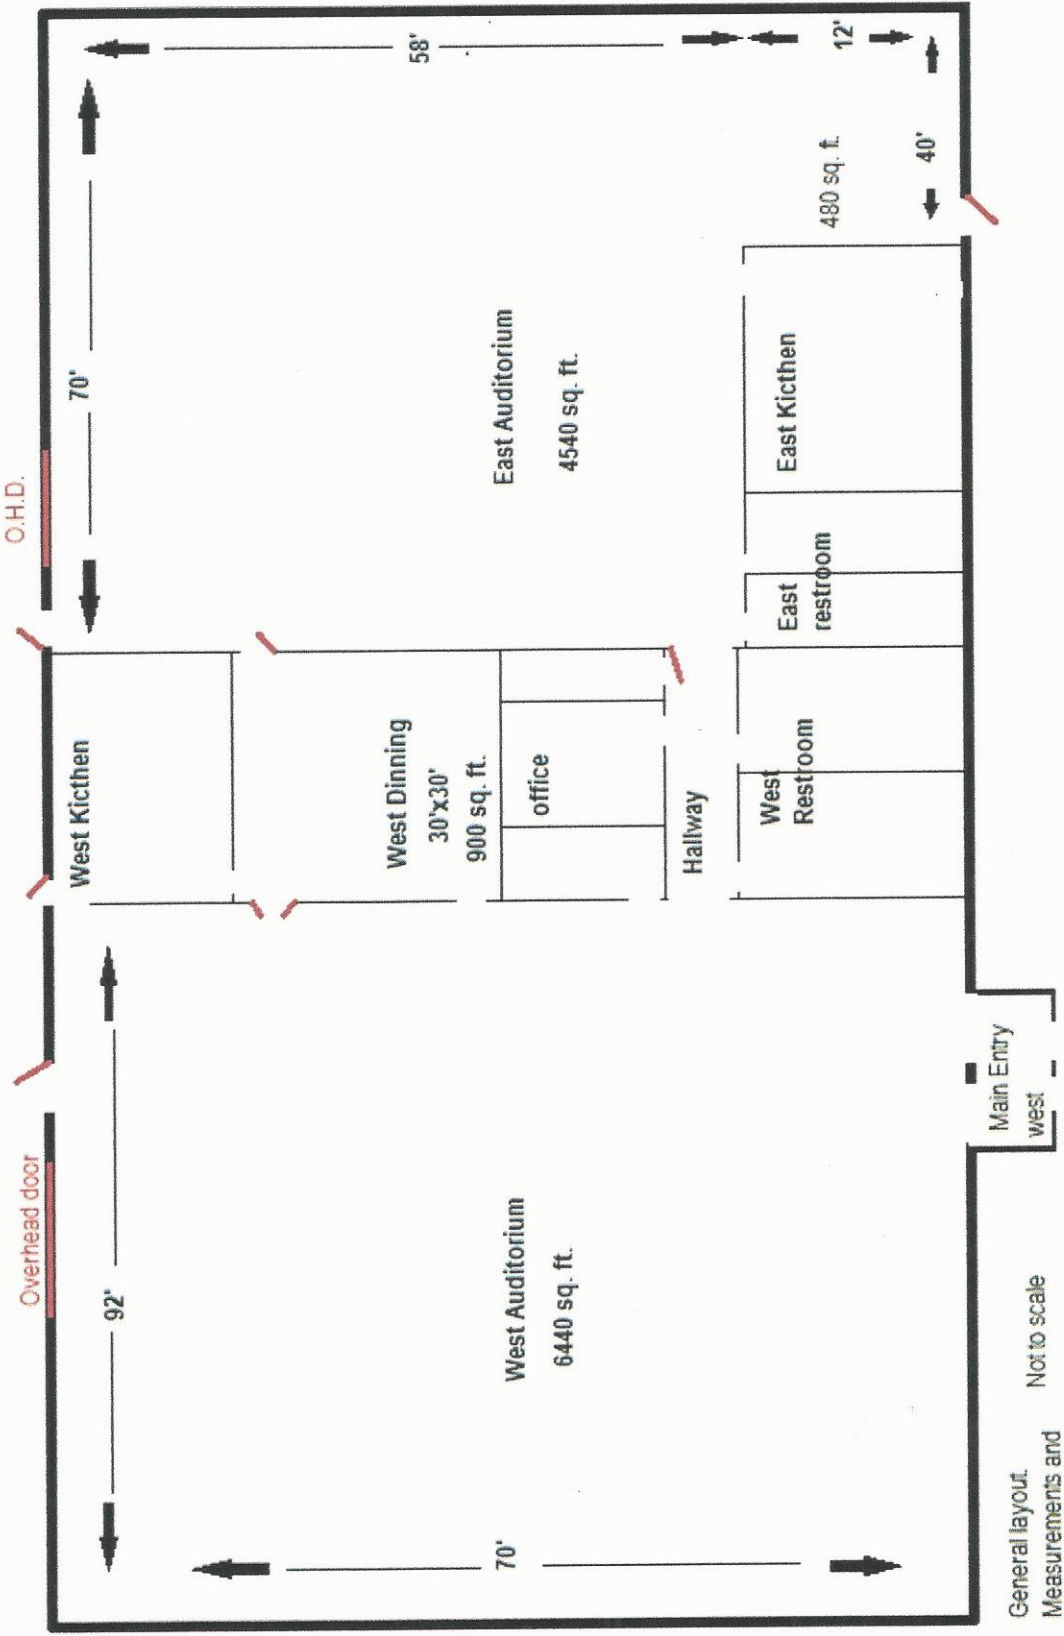 Overhead door
O.H.D.
92'
West Kicthen
70'
58'
West Dinning
30'x30'
900 sq. ft.
office
West Auditorium
6440 sq. ft.
East Auditorium
4540 sq. ft.
70'
Hallway
West
Restroom
East
restroom
East Kicthen
480 sq. ft.
12'
40'
Main Entry
west
General layout.
Not to scale
Measurements and